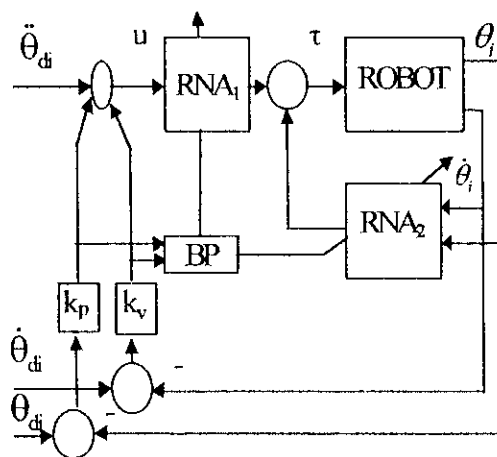 θ̈di
u
RNA₁
τ
ROBOT
θi
θ̇i
RNA₂
BP
kp
kv
θ̇di
-
θdi
-